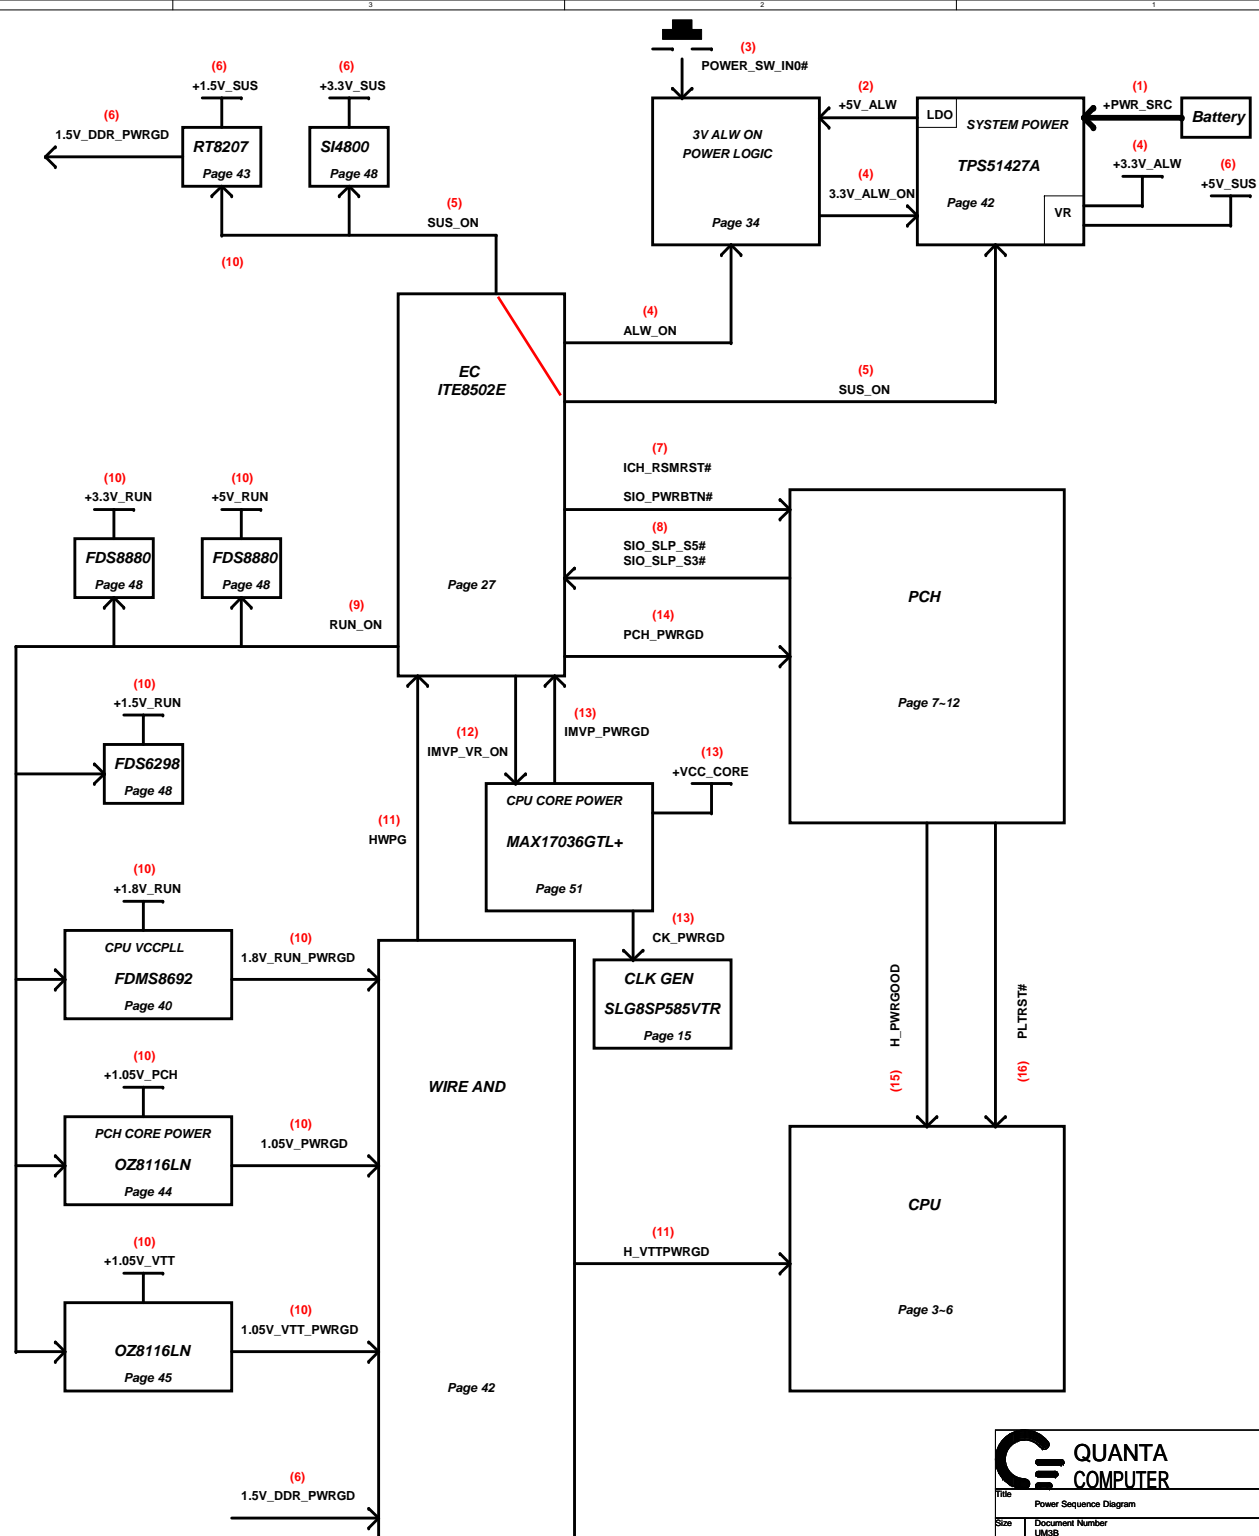 3
2
1
(3)
POWER_SW_IN0#
(6)
+1.5V_SUS
(6)
+3.3V_SUS
(6)
1.5V_DDR_PWRGD
RT8207
Page 43
SI4800
Page 48
(5)
SUS_ON
(10)
3V ALW ON
POWER LOGIC
Page 34
(2)
+5V_ALW
(4)
3.3V_ALW_ON
LDO
SYSTEM POWER
TPS51427A
Page 42
VR
(1)
+PWR_SRC
Battery
(4)
+3.3V_ALW
(6)
+5V_SUS
(4)
ALW_ON
(5)
SUS_ON
EC
ITE8502E
Page 27
(7)
ICH_RSMRST#
SIO_PWRBTN#
(8)
SIO_SLP_S5#
SIO_SLP_S3#
(14)
PCH_PWRGD
PCH
Page 7~12
(10)
+3.3V_RUN
(10)
+5V_RUN
FDS8880
Page 48
FDS8880
Page 48
(9)
RUN_ON
(10)
+1.5V_RUN
FDS6298
Page 48
(12)
IMVP_VR_ON
(13)
IMVP_PWRGD
(13)
+VCC_CORE
CPU CORE POWER
MAX17036GTL+
Page 51
(11)
HWPG
(13)
CK_PWRGD
CLK GEN
SLG8SP585VTR
Page 15
(10)
+1.8V_RUN
CPU VCCPLL
FDMS8692
Page 40
(10)
1.8V_RUN_PWRGD
(10)
+1.05V_PCH
PCH CORE POWER
OZ8116LN
Page 44
(10)
1.05V_PWRGD
(10)
+1.05V_VTT
OZ8116LN
Page 45
(10)
1.05V_VTT_PWRGD
WIRE AND
Page 42
(6)
1.5V_DDR_PWRGD
(11)
H_VTTPWRGD
(15)
H_PWRGOOD
(16)
PLTRST#
CPU
Page 3~6
QUANTA
COMPUTER
Title
Power Sequence Diagram
Size
Document Number
UM3B